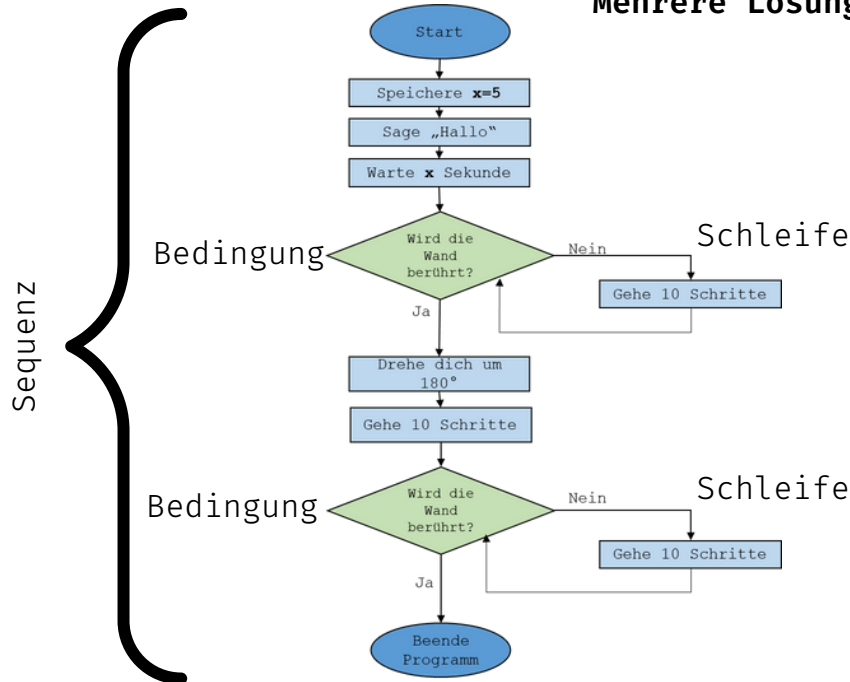 Mehrere Lösung
Start
Speichere x=5
Sage „Hallo“
Warte x Sekunde
Bedingung
Wird die
Wand
berührt?
Nein
Schleife
Gehe 10 Schritte
Ja
Sequenz
Drehe dich um
180°
Gehe 10 Schritte
Bedingung
Wird die
Wand
berührt?
Nein
Schleife
Gehe 10 Schritte
Ja
Beende
Programm